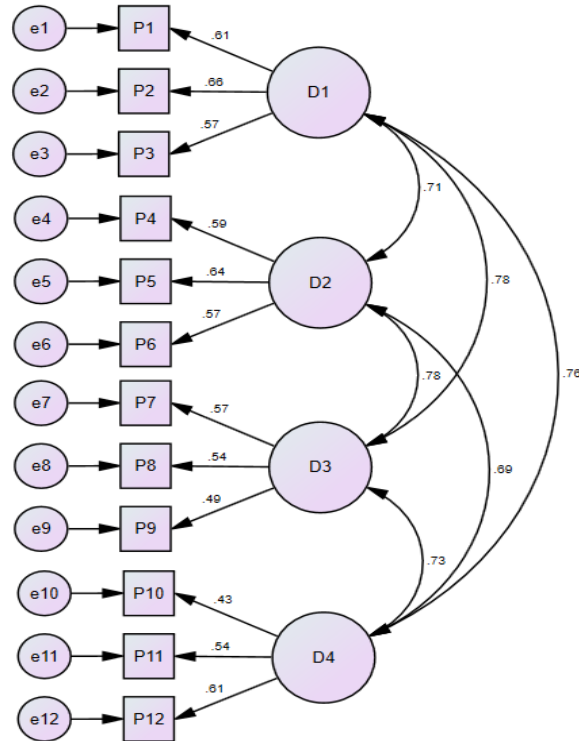 e1 P1 .61
D1
e2 P2 .66
e3 P3 .57
.71
e4 P4 .59
e5 P5 .64 D2 .78
e6 P6 .57
.78 .76
e7 P7 .57
e8 P8 .54 D3 .69
e9 P9 .49
.73
e10 P10 .43
e11 P11 .54 D4
e12 P12 .61